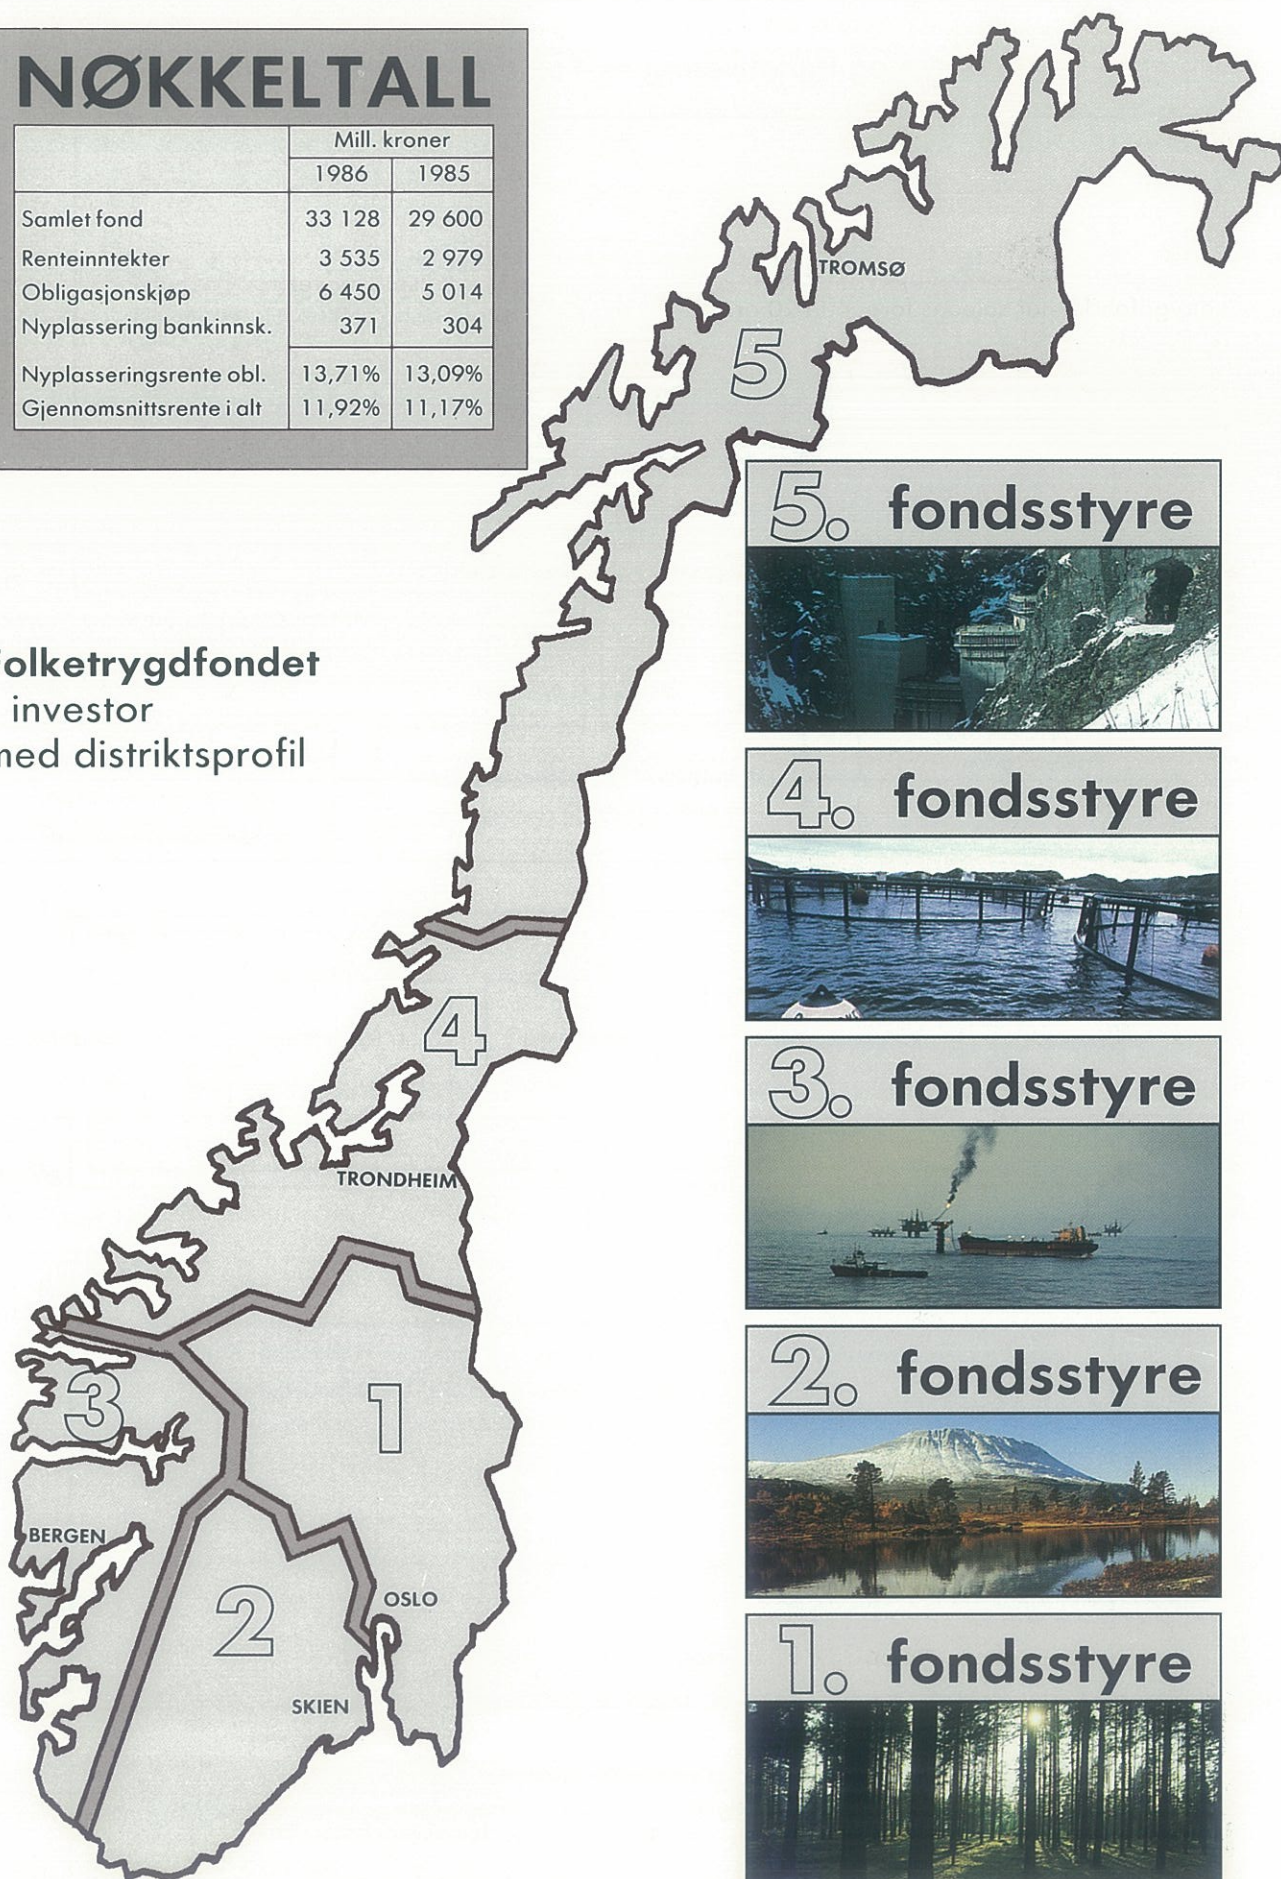 NØKKELTALL
Mill. kroner
1986 1985
Samlet fond 33 128 29 600
Renteinntekter 3 535 2 979
Obligasjonskjøp 6 450 5 014
Nyplassering bankinnsk. 371 304
Nyplasseringsrente obl. 13,71% 13,09%
Gjennomsnittsrente i alt 11,92% 11,17%
olketrygdfondet
investor
med distriktsprofil
TROMSØ
5
4
TRONDHEIM
3
1
BERGEN
2
OSLO
SKIEN
5. fondsstyre
4. fondsstyre
3. fondsstyre
2. fondsstyre
1. fondsstyre